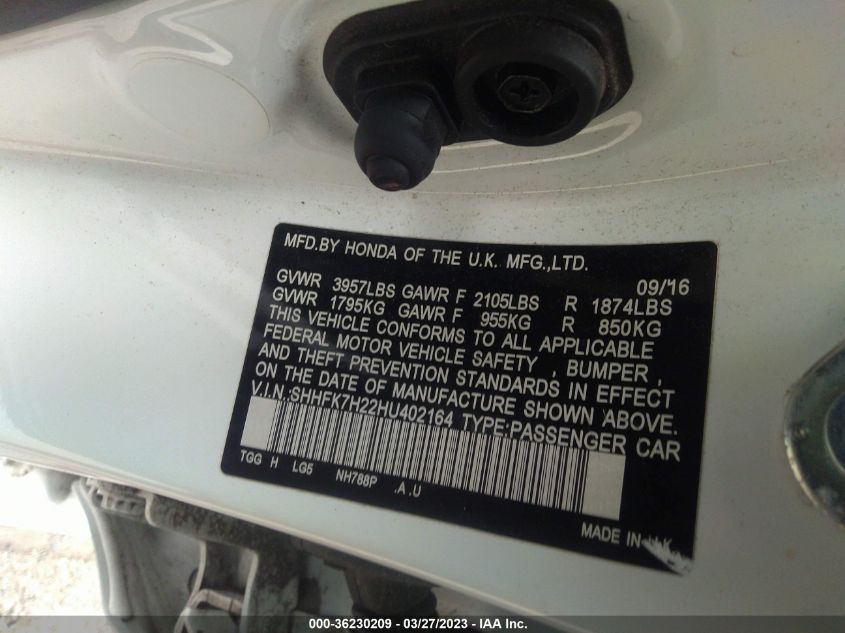 MFD.BY HONDA OF THE U.K. MFG.,LTD.
09/16
GVWR 3957LBS GAWR F 2105LBS R 1874LBS
GVWR 1795KG GAWR F 955KG R 850KG
THIS VEHICLE CONFORMS TO ALL APPLICABLE
FEDERAL MOTOR VEHICLE SAFETY , BUMPER ,
AND THEFT PREVENTION STANDARDS IN EFFECT
ON THE DATE OF MANUFACTURE SHOWN ABOVE.
V.I.N.:SHHFK7H22HU402164 TYPE:PASSENGER CAR
TGG H LG5 NH788P .A .U
MADE IN U.K.
000-36230209 - 03/27/2023 - IAA Inc.